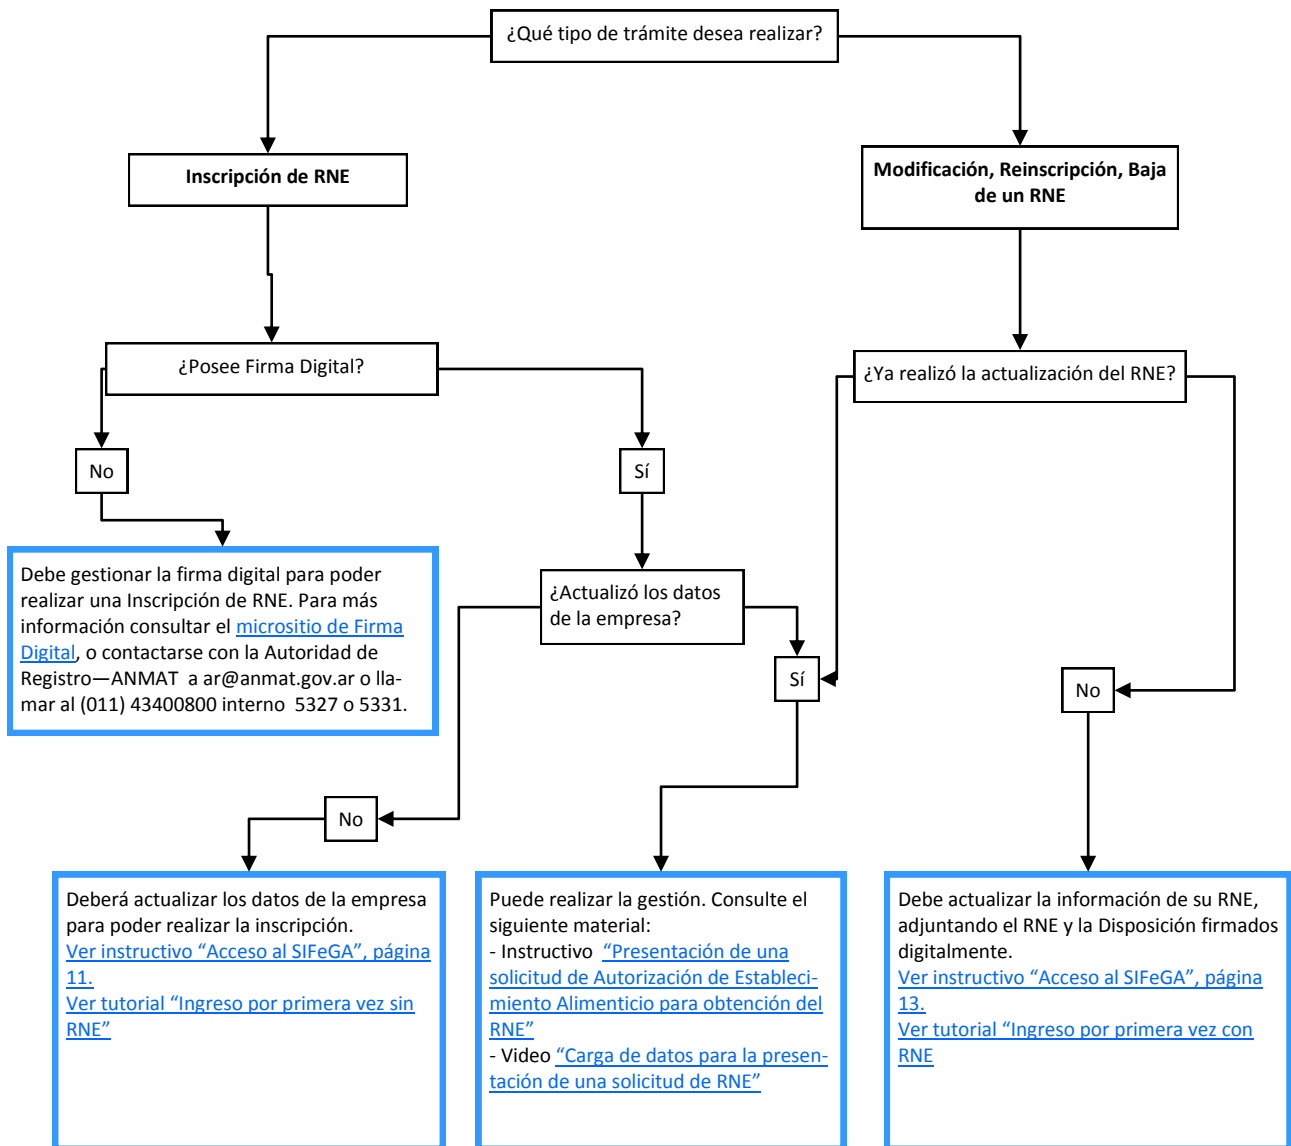 ¿Qué tipo de trámite desea realizar?
Inscripción de RNE
Modificación, Reinscripción, Baja
de un RNE
¿Posee Firma Digital?
¿Ya realizó la actualización del RNE?
No
Sí
Debe gestionar la firma digital para poder
realizar una Inscripción de RNE. Para más
información consultar el micrositio de Firma
Digital, o contactarse con la Autoridad de
Registro—ANMAT  a ar@anmat.gov.ar o lla-
mar al (011) 43400800 interno  5327 o 5331.
¿Actualizó los datos
de la empresa?
Sí
No
No
Deberá actualizar los datos de la empresa
para poder realizar la inscripción.
Ver instructivo “Acceso al SIFeGA”, página
11.
Ver tutorial “Ingreso por primera vez sin
RNE”
Puede realizar la gestión. Consulte el
siguiente material:
- Instructivo  “Presentación de una
solicitud de Autorización de Estableci-
miento Alimenticio para obtención del
RNE”
- Video “Carga de datos para la presen-
tación de una solicitud de RNE”
Debe actualizar la información de su RNE,
adjuntando el RNE y la Disposición firmados
digitalmente.
Ver instructivo “Acceso al SIFeGA”, página
13.
Ver tutorial “Ingreso por primera vez con
RNE